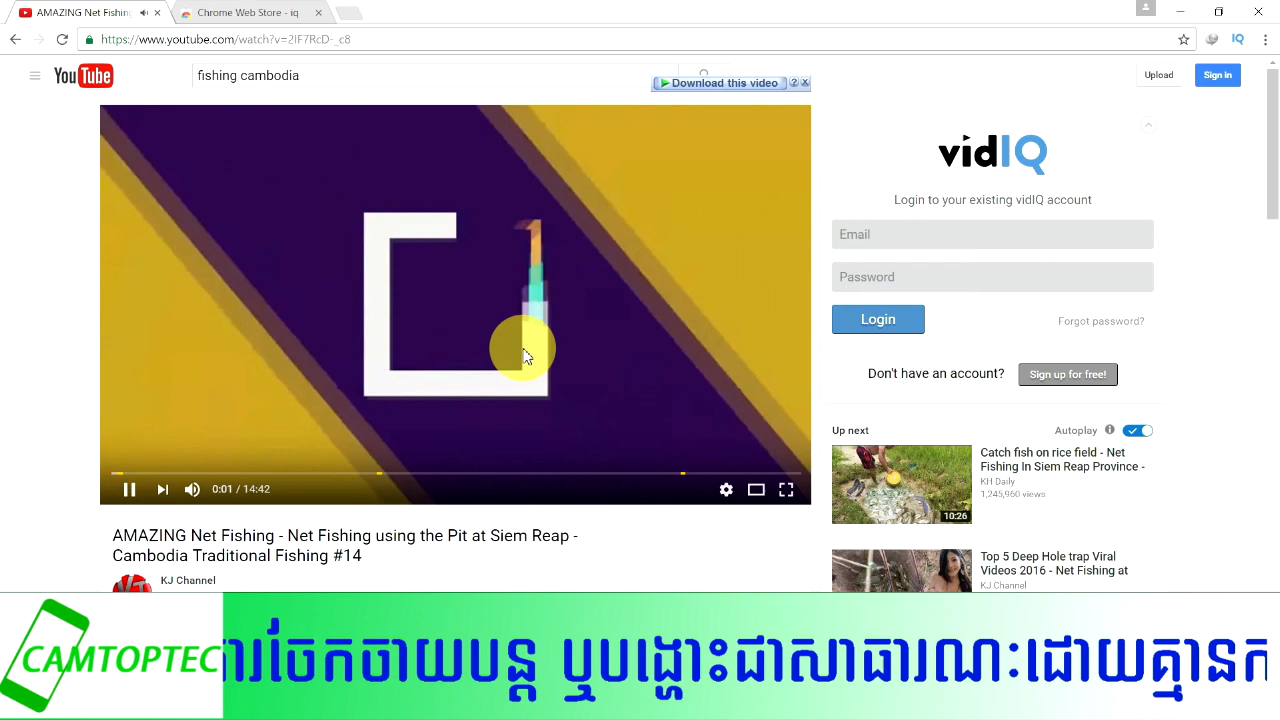 AMAZING Net Fishing
Chrome Web Store - iq
https://www.youtube.com/watch?v=2IF7RcD-_c8
IQ
YouTube
fishing cambodia
Download this video
Upload
Sign in
vidIQ
Login to your existing vidIQ account
Email
Password
Login
Forgot password?
Don't have an account?
Sign up for free!
0:01 / 14:42
Up next
Autoplay
Catch fish on rice field - Net
Fishing In Siem Reap Province -
KH Daily
1,245,960 views
10:26
AMAZING Net Fishing - Net Fishing using the Pit at Siem Reap -
Cambodia Traditional Fishing #14
KJ Channel
Top 5 Deep Hole trap Viral
Videos 2016 - Net Fishing at
KJ Channel
CAMTOPTEC
ារចែកចាយបន្ត ឬបង្ហោះជាសាធារណៈដោយគ្មានក